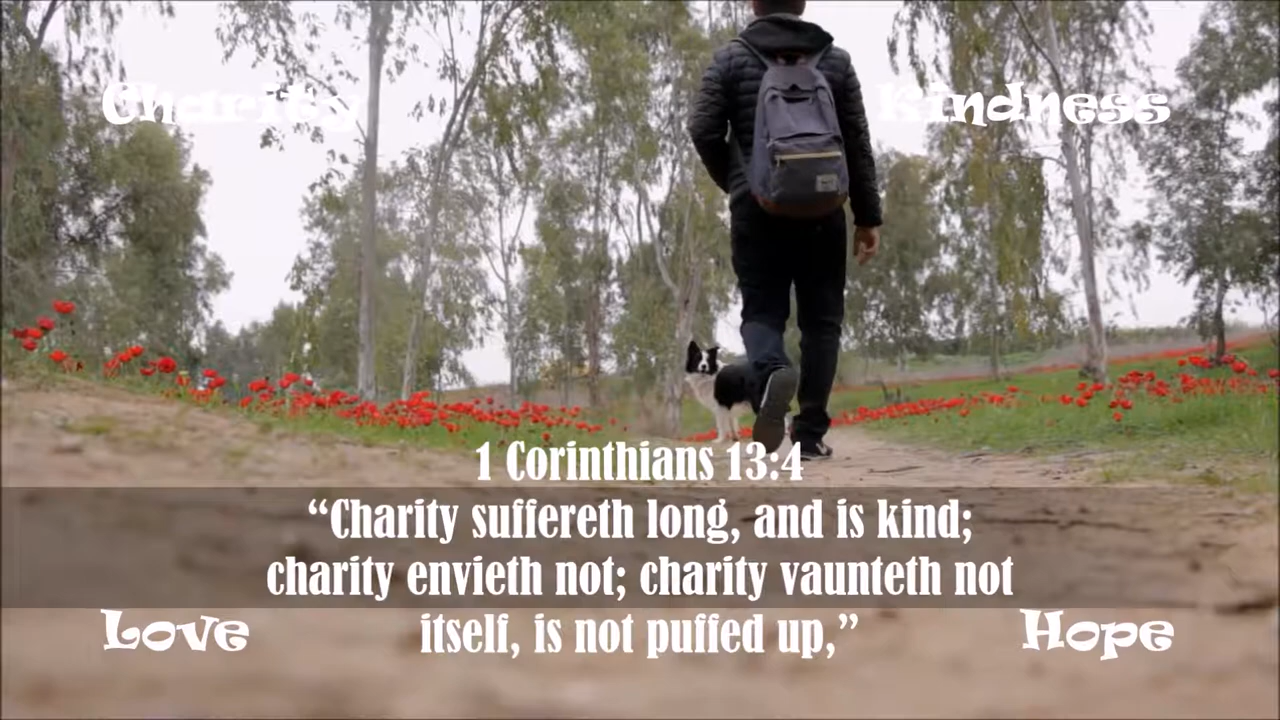 Charity
Kindness
1 Corinthians 13:4
“Charity suffereth long, and is kind;
charity envieth not; charity vaunteth not
itself, is not puffed up,”
Love
Hope